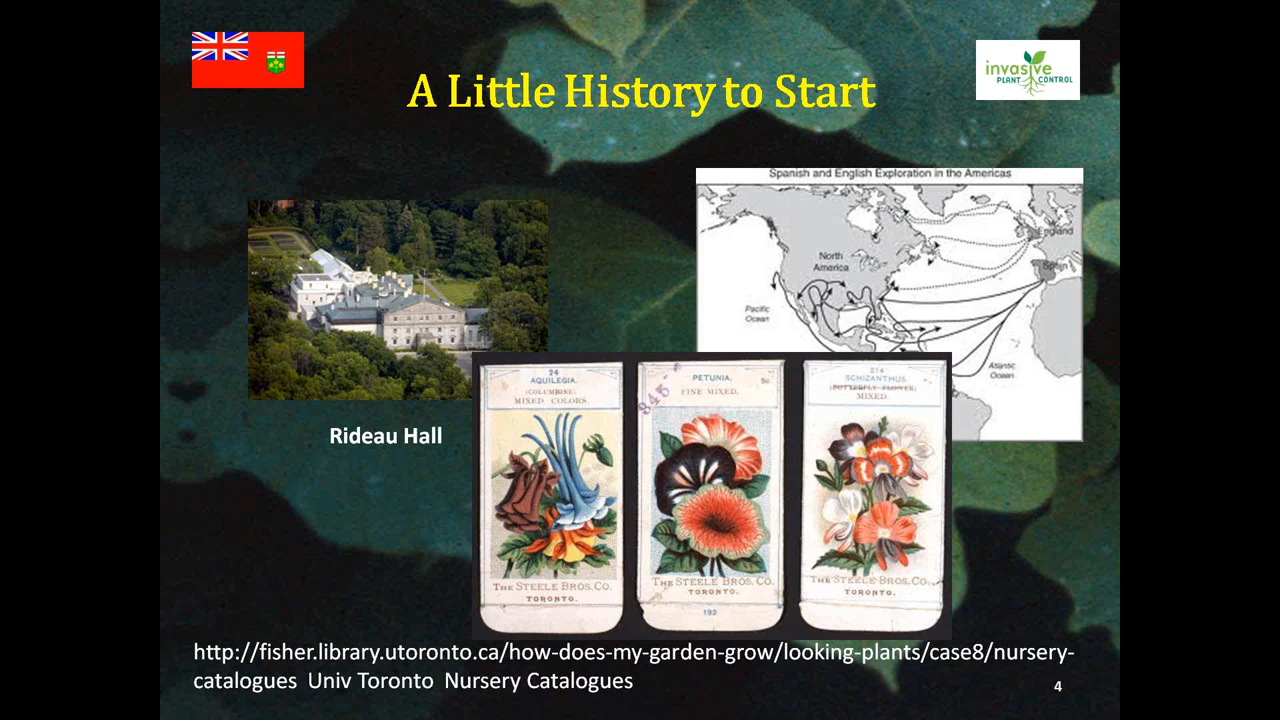 A Little History to Start
invasive
PLANT CONTROL
Spanish and English Exploration in the Americas
England
North
America
Spain
Pacific
Ocean
Atlantic
Ocean
Rideau Hall
24
AQUILEGIA.
(COLUMBINE)
MIXED COLORS.
THE STEELE BROS. CO.
TORONTO.
345
PETUNIA.
5c
FINE MIXED.
THE STEELE BROS. CO.
TORONTO.
192
214
SCHIZANTHUS.
(BUTTERFLY FLOWER)
MIXED.
THE STEELE BROS. CO.
TORONTO.
http://fisher.library.utoronto.ca/how-does-my-garden-grow/looking-plants/case8/nursery-
catalogues Univ Toronto Nursery Catalogues
4